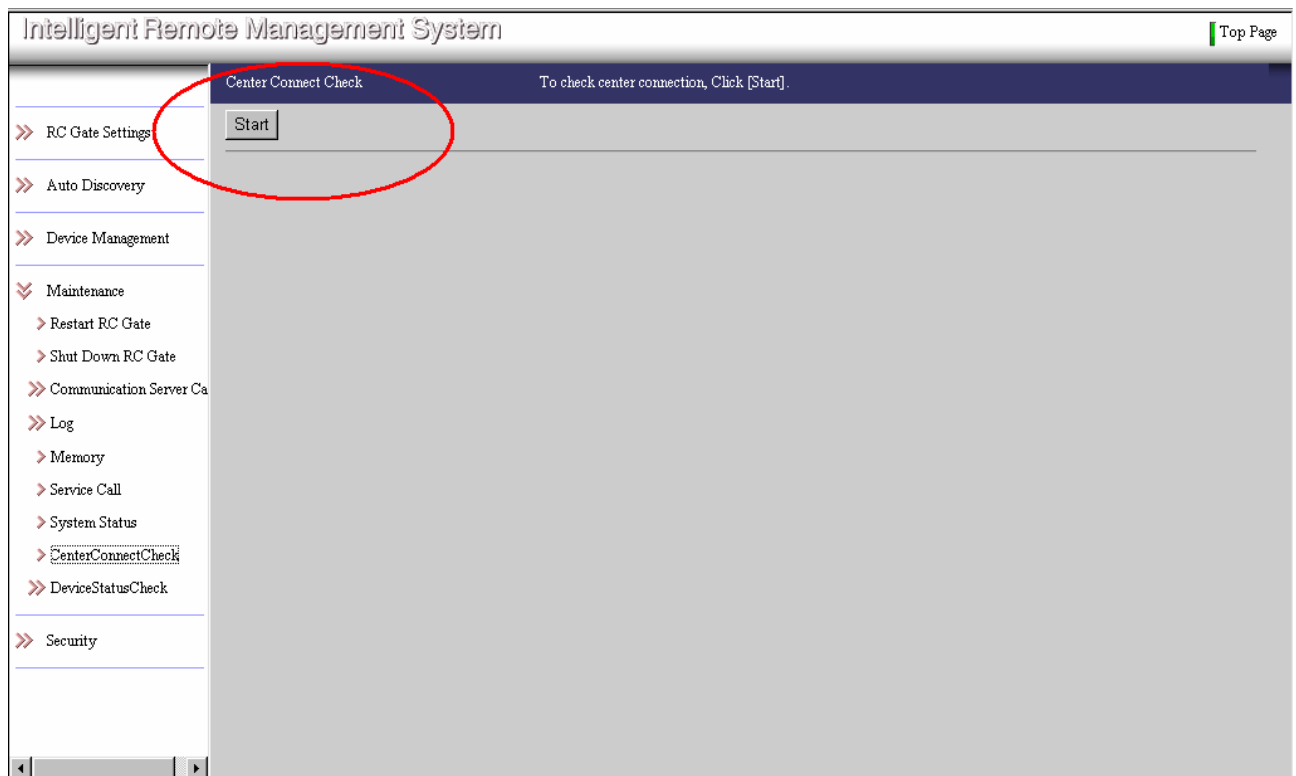 Intelligent Remote Management System
Top Page
Center Connect Check
To check center connection, Click [Start].
Start
RC Gate Settings
Auto Discovery
Device Management
Maintenance
Restart RC Gate
Shut Down RC Gate
Communication Server Ca
Log
Memory
Service Call
System Status
CenterConnectCheck
DeviceStatusCheck
Security